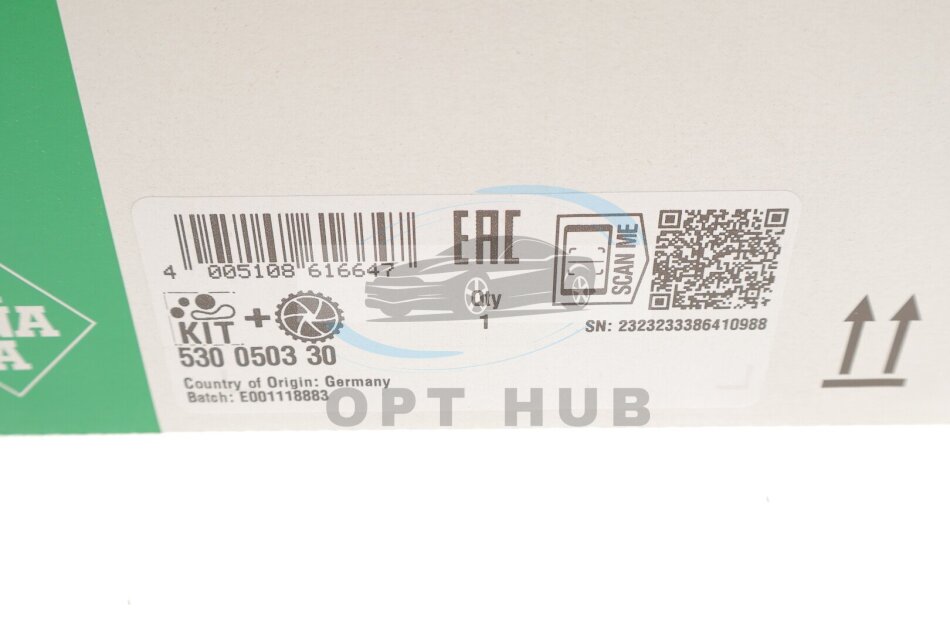 4 005108 616647
EAC
SCAN ME
KIT +
Qty
1
530 0503 30
SN: 2323233386410988
Country of Origin: Germany
Batch: E001118883
OPT HUB